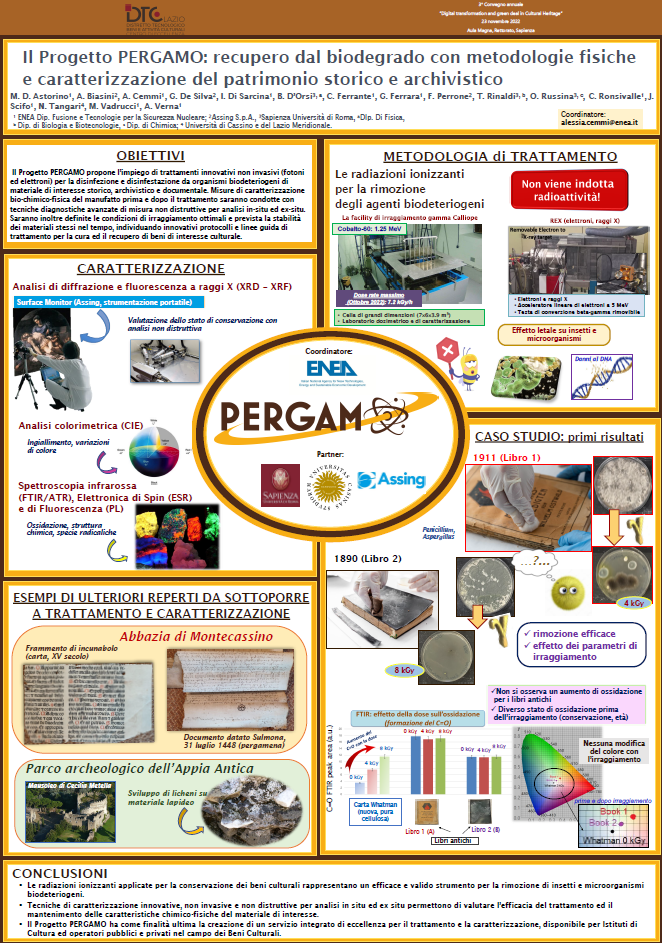 DTC LAZIO
DISTRETTO TECNOLOGICO
BENI E ATTIVITÀ CULTURALI
3° Convegno annuale
"Digital transformation and green deal in Cultural Heritage"
23 novembre 2022
Aula Magna, Rettorato, Sapienza
Il Progetto PERGAMO: recupero dal biodegrado con metodologie fisiche
e caratterizzazione del patrimonio storico e archivistico
M. D. Astorino¹, A. Biasini², A. Cemmi¹, G. De Silva², I. Di Sarcina¹, B. D'Orsi³,ᵃ, C. Ferrante¹, G. Ferrara¹, F. Perrone², T. Rinaldi³,ᵇ, O. Russina³,ᶜ, C. Ronsivalle¹, J.
Scifo¹, N. Tangari⁴, M. Vadrucci¹, A. Verna¹
¹ ENEA Dip. Fusione e Tecnologie per la Sicurezza Nucleare; ²Assing S.p.A., ³Sapienza Università di Roma, ᵃDip. Di Fisica,
ᵇ Dip. di Biologia e Biotecnologie, ᶜ Dip. di Chimica; ⁴ Università di Cassino e del Lazio Meridionale.
Coordinatore:
alessia.cemmi@enea.it
OBIETTIVI
Il Progetto PERGAMO propone l'impiego di trattamenti innovativi non invasivi (fotoni
ed elettroni) per la disinfezione e disinfestazione da organismi biodeteriogeni di
materiale di interesse storico, archivistico e documentale. Misure di caratterizzazione
bio-chimico-fisica del manufatto prima e dopo il trattamento saranno condotte con
tecniche diagnostiche avanzate di misura non distruttive per analisi in-situ ed ex-situ.
Saranno inoltre definite le condizioni di irraggiamento ottimali e prevista la stabilità
dei materiali stessi nel tempo, individuando innovativi protocolli e linee guida di
trattamento per la cura ed il recupero di beni di interesse culturale.
METODOLOGIA di TRATTAMENTO
Le radiazioni ionizzanti
per la rimozione
degli agenti biodeteriogeni
La facility di irraggiamento gamma Calliope
Cobalto-60: 1.25 MeV
Dose rate massimo
(Ottobre 2022): 7.2 kGy/h
• Cella di grandi dimensioni (7x6x3.9 m³)
• Laboratorio dosimetrico e di caratterizzazione
Non viene indotta
radioattività!
REX (elettroni, raggi X)
Removable Electron to
X-ray target
• Elettroni e raggi X
• Acceleratore lineare di elettroni a 5 MeV
• Testa di conversione beta-gamma rimovibile
Effetto letale su insetti e
microorganismi
Danni al DNA
CARATTERIZZAZIONE
Analisi di diffrazione e fluorescenza a raggi X (XRD – XRF)
Surface Monitor (Assing, strumentazione portatile)
Valutazione dello stato di conservazione con
analisi non distruttiva
Analisi colorimetrica (CIE)
Ingiallimento, variazioni
di colore
Spettroscopia infrarossa
(FTIR/ATR), Elettronica di Spin (ESR)
e di Fluorescenza (PL)
Ossidazione, struttura
chimica, specie radicaliche
Coordinatore:
ENEA
PERGAMO
Partner:
SAPIENZA
Assing
CASO STUDIO: primi risultati
1911 (Libro 1)
Penicillium,
Aspergillus
1890 (Libro 2)
...?...
γ
4 kGy
γ
8 kGy
✓ rimozione efficace
✓ effetto dei parametri di
irraggiamento
✓Non si osserva un aumento di ossidazione
per i libri antichi
✓ Diverso stato di ossidazione prima
dell'irraggiamento (conservazione, età)
FTIR: effetto della dose sull'ossidazione
(formazione del C=O)
C=O FTIR peak area (a.u.)
Aumento del
C=O con la dose
0 kGy
4 kGy
8 kGy
0 kGy 4 kGy 8 kGy
0 kGy 4 kGy 8 kGy
Carta Whatman
(nuova, pura
cellulosa)
Libro 1 (A)
Libro 2 (B)
Libri antichi
Nessuna modifica
del colore con
l'irraggiamento
prima e dopo irraggiamento
Book 1
Book 2
Whatman 0 kGy
ESEMPI DI ULTERIORI REPERTI DA SOTTOPORRE
A TRATTAMENTO E CARATTERIZZAZIONE
Abbazia di Montecassino
Frammento di incunabolo
(carta, XV secolo)
Documento datato Sulmona,
31 luglio 1448 (pergamena)
Parco archeologico dell'Appia Antica
Mausoleo di Cecilia Metella
Sviluppo di licheni su
materiale lapideo
CONCLUSIONI
• Le radiazioni ionizzanti applicate per la conservazione dei beni culturali rappresentano un efficace e valido strumento per la rimozione di insetti e microorganismi
biodeteriogeni.
• Tecniche di caratterizzazione innovative, non invasive e non distruttive per analisi in situ ed ex situ permettono di valutare l'efficacia del trattamento ed il
mantenimento delle caratteristiche chimico-fisiche del materiale di interesse.
• Il Progetto PERGAMO ha come finalità ultima la creazione di un servizio integrato di eccellenza per il trattamento e la caratterizzazione, disponibile per Istituti di
Cultura ed operatori pubblici e privati nel campo dei Beni Culturali.